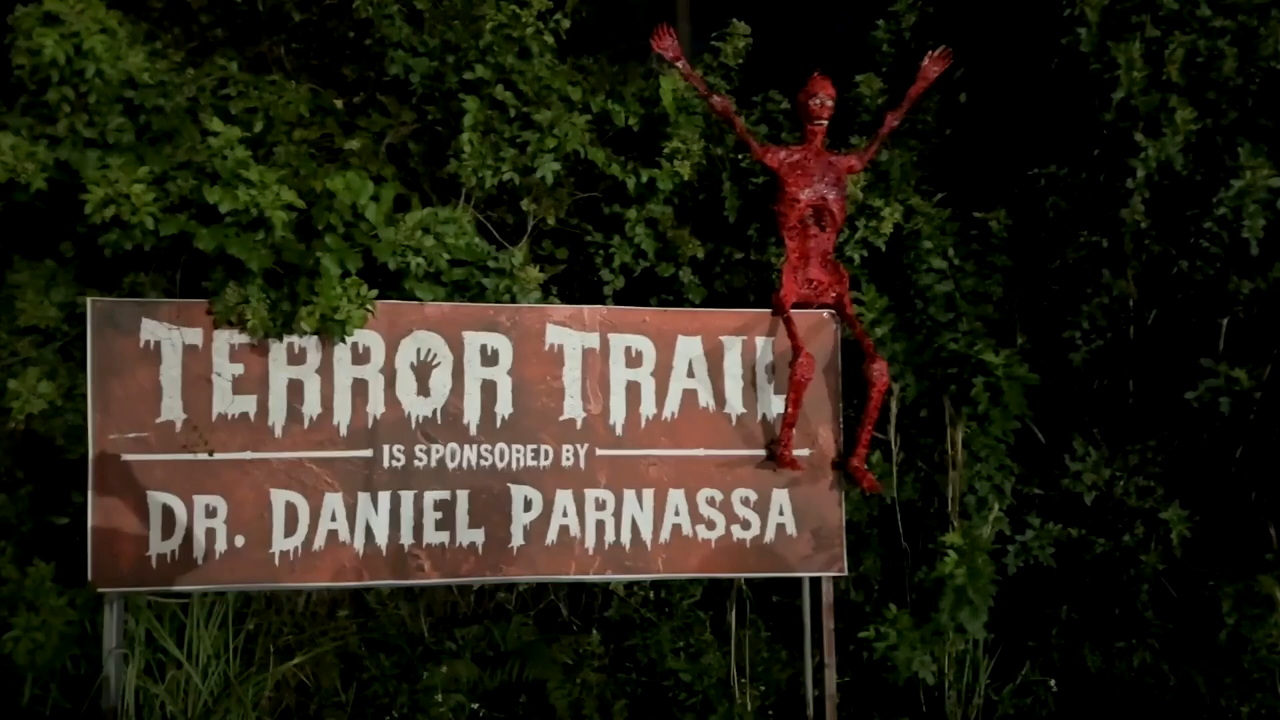 TERROR TRAIL
IS SPONSORED BY
DR. DANIEL PARNASSA